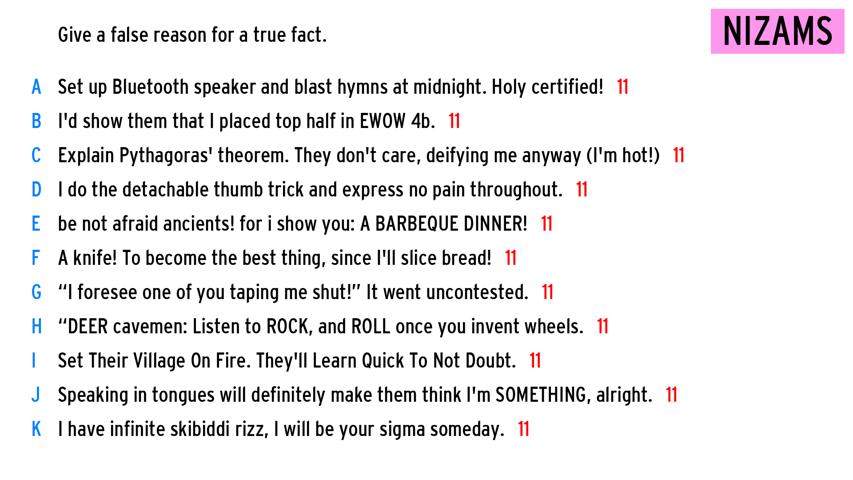 Give a false reason for a true fact.
NIZAMS
A Set up Bluetooth speaker and blast hymns at midnight. Holy certified! 11
B I'd show them that I placed top half in EWOW 4b. 11
C Explain Pythagoras' theorem. They don't care, deifying me anyway (I'm hot!) 11
D I do the detachable thumb trick and express no pain throughout. 11
E be not afraid ancients! for i show you: A BARBEQUE DINNER! 11
F A knife! To become the best thing, since I'll slice bread! 11
G “I foresee one of you taping me shut!” It went uncontested. 11
H “DEER cavemen: Listen to ROCK, and ROLL once you invent wheels. 11
I Set Their Village On Fire. They'll Learn Quick To Not Doubt. 11
J Speaking in tongues will definitely make them think I'm SOMETHING, alright. 11
K I have infinite skibiddi rizz, I will be your sigma someday. 11